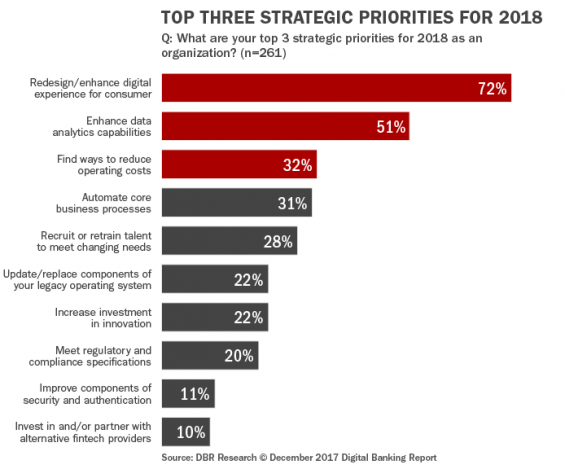 TOP THREE STRATEGIC PRIORITIES FOR 2018
Q: What are your top 3 strategic priorities for 2018 as an
organization? (n=261)
Redesign/enhance digital
experience for consumer
72%
Enhance data
analytics capabilities
51%
Find ways to reduce
operating costs
32%
Automate core
business processes
31%
Recruit or retrain talent
to meet changing needs
28%
Update/replace components of
your legacy operating system
22%
Increase investment
in innovation
22%
Meet regulatory and
compliance specifications
20%
Improve components of
security and authentication
11%
Invest in and/or partner with
alternative fintech providers
10%
Source: DBR Research © December 2017 Digital Banking Report